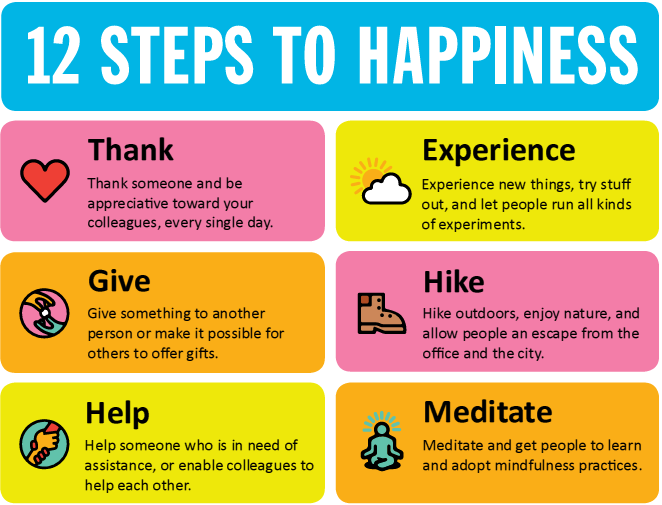 12 STEPS TO HAPPINESS
Thank
Thank someone and be
appreciative toward your
colleagues, every single day.
Experience
Experience new things, try stuff
out, and let people run all kinds
of experiments.
Give
Give something to another
person or make it possible for
others to offer gifts.
Hike
Hike outdoors, enjoy nature, and
allow people an escape from the
office and the city.
Help
Help someone who is in need of
assistance, or enable colleagues to
help each other.
Meditate
Meditate and get people to learn
and adopt mindfulness practices.